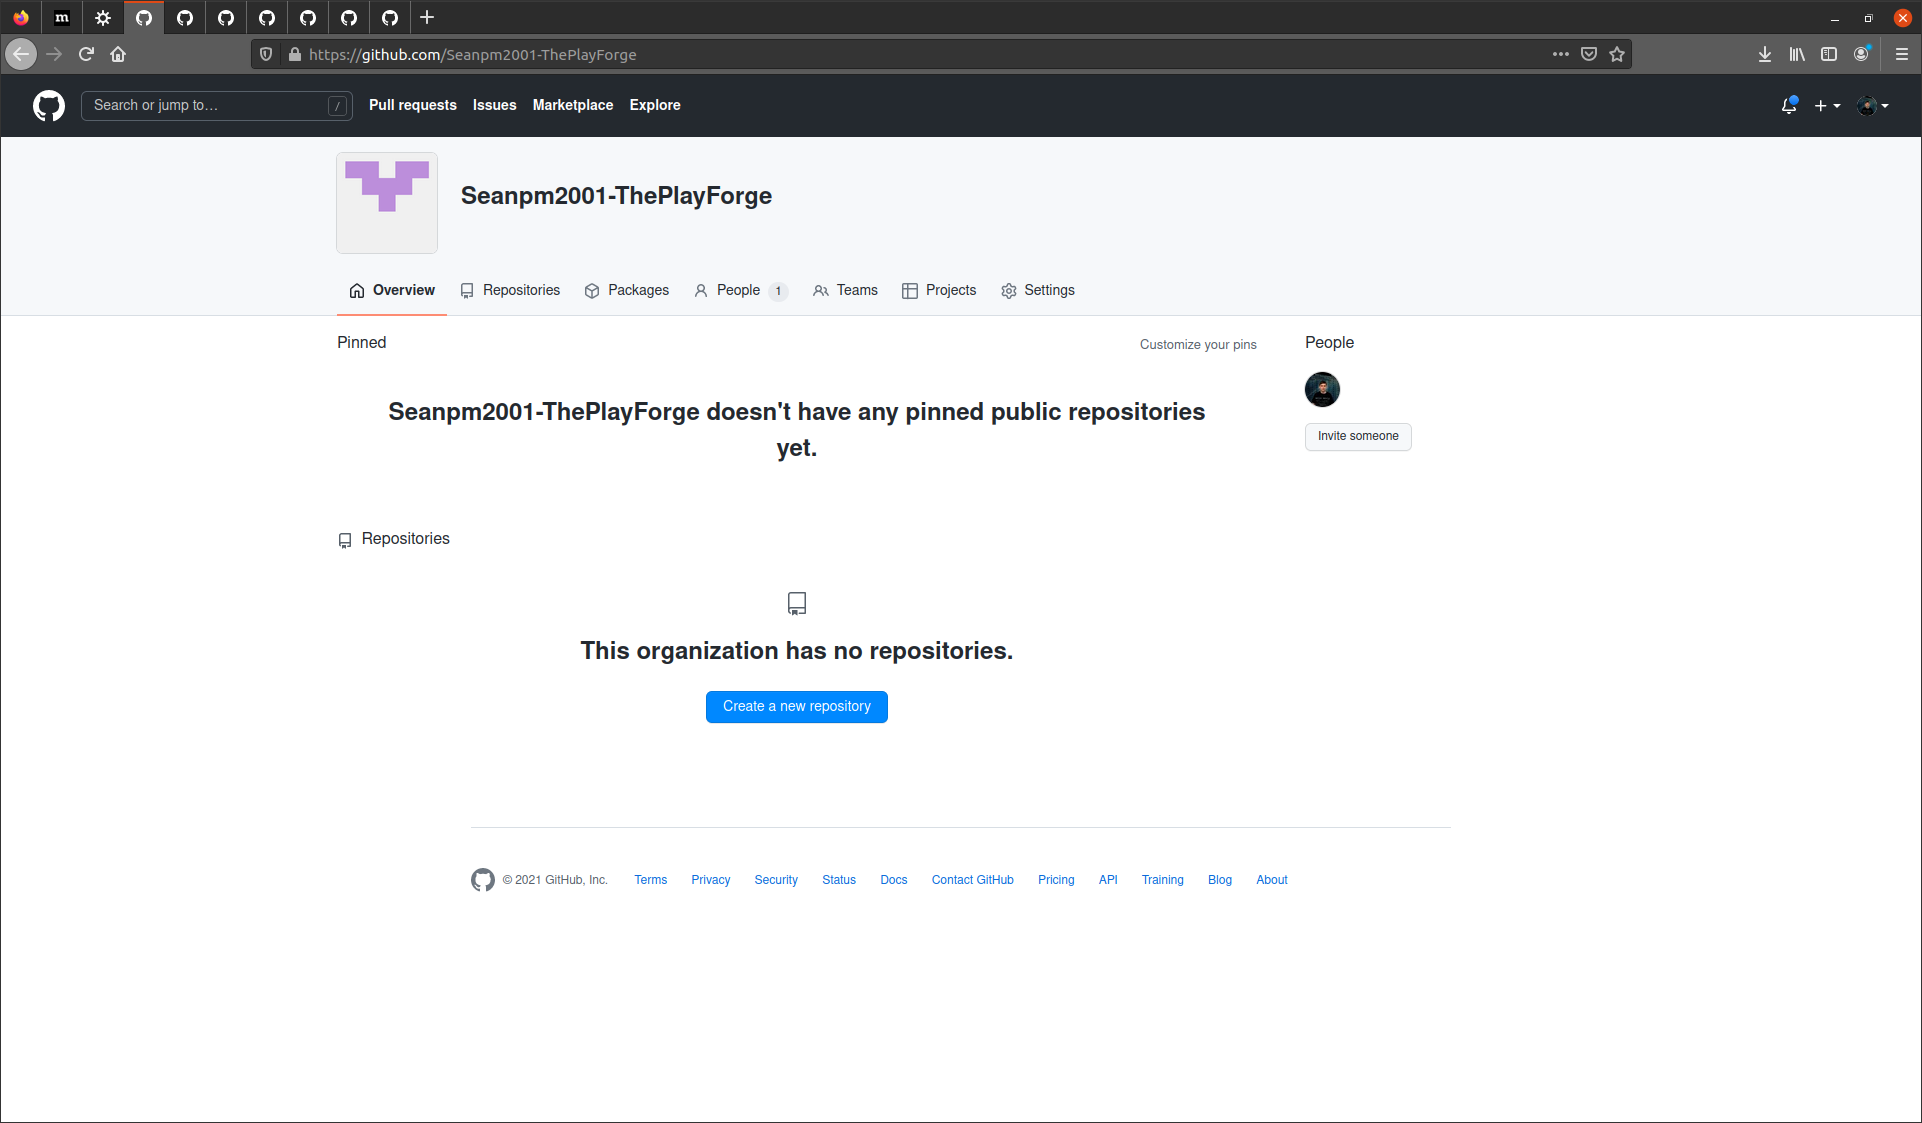 m
https://github.com/Seanpm2001-ThePlayForge
Search or jump to… /
Pull requests Issues Marketplace Explore
Seanpm2001-ThePlayForge
Overview Repositories Packages People 1 Teams Projects Settings
Pinned Customize your pins People
Seanpm2001-ThePlayForge doesn't have any pinned public repositories
yet.
Invite someone
Repositories
This organization has no repositories.
Create a new repository
© 2021 GitHub, Inc. Terms Privacy Security Status Docs Contact GitHub Pricing API Training Blog About